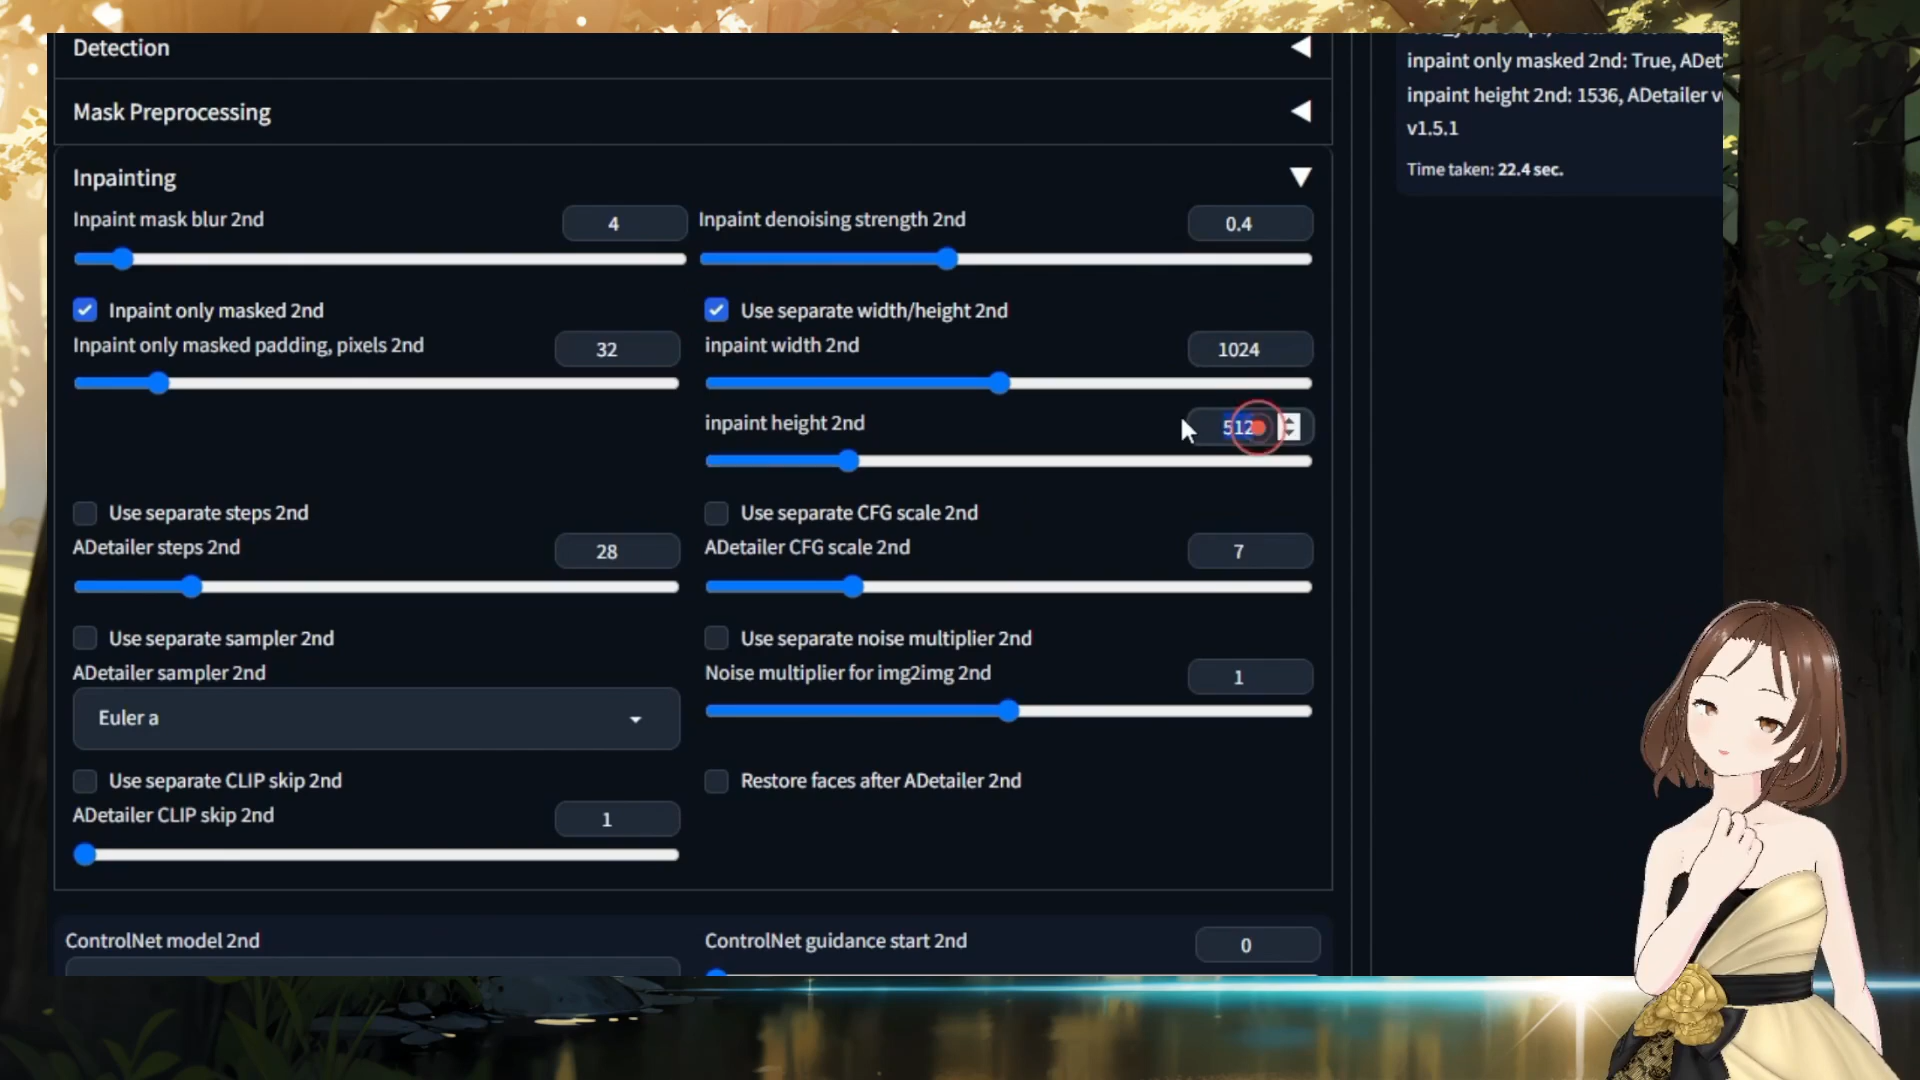 Detection
Mask Preprocessing
Inpainting
Inpaint mask blur 2nd
4
Inpaint denoising strength 2nd
0.4
Inpaint only masked 2nd
Use separate width/height 2nd
Inpaint only masked padding, pixels 2nd
32
inpaint width 2nd
1024
inpaint height 2nd
512
Use separate steps 2nd
Use separate CFG scale 2nd
ADetailer steps 2nd
28
ADetailer CFG scale 2nd
7
Use separate sampler 2nd
Use separate noise multiplier 2nd
ADetailer sampler 2nd
Noise multiplier for img2img 2nd
1
Euler a
Use separate CLIP skip 2nd
Restore faces after ADetailer 2nd
ADetailer CLIP skip 2nd
1
ControlNet model 2nd
ControlNet guidance start 2nd
0
inpaint only masked 2nd: True, ADet
inpaint height 2nd: 1536, ADetailer v
v1.5.1
Time taken: 22.4 sec.